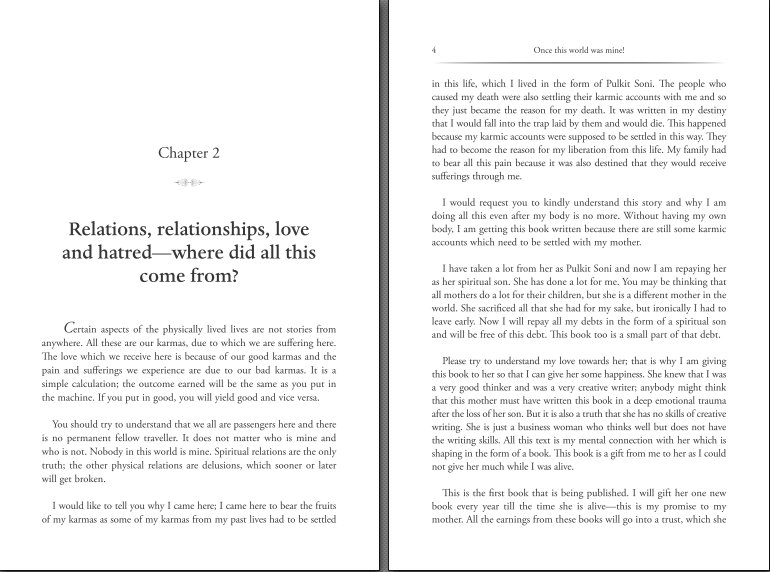 Chapter 2
Relations, relationships, love
and hatred—where did all this
come from?
Certain aspects of the physically lived lives are not stories from
anywhere. All these are our karmas, due to which we are suffering here.
The love which we receive here is because of our good karmas and the
pain and sufferings we experience are due to our bad karmas. It is a
simple calculation; the outcome earned will be the same as you put in
the machine. If you put in good, you will yield good and vice versa.
You should try to understand that we all are passengers here and there
is no permanent fellow traveller. It does not matter who is mine and
who is not. Nobody in this world is mine. Spiritual relations are the only
truth; the other physical relations are delusions, which sooner or later
will get broken.
I would like to tell you why I came here; I came here to bear the fruits
of my karmas as some of my karmas from my past lives had to be settled
4 Once this world was mine!
in this life, which I lived in the form of Pulkit Soni. The people who
caused my death were also settling their karmic accounts with me and so
they just became the reason for my death. It was written in my destiny
that I would fall into the trap laid by them and would die. This happened
because my karmic accounts were supposed to be settled in this way. They
had to become the reason for my liberation from this life. My family had
to bear all this pain because it was also destined that they would receive
sufferings through me.
I would request you to kindly understand this story and why I am
doing all this even after my body is no more. Without having my own
body, I am getting this book written because there are still some karmic
accounts which need to be settled with my mother.
I have taken a lot from her as Pulkit Soni and now I am repaying her
as her spiritual son. She has done a lot for me. You may be thinking that
all mothers do a lot for their children, but she is a different mother in the
world. She sacrificed all that she had for my sake, but ironically I had to
leave early. Now I will repay all my debts in the form of a spiritual son
and will be free of this debt. This book too is a small part of that debt.
Please try to understand my love towards her; that is why I am giving
this book to her so that I can give her some happiness. She knew that I was
a very good thinker and was a very creative writer; anybody might think
that this mother must have written this book in a deep emotional trauma
after the loss of her son. But it is also a truth that she has no skills of creative
writing. She is just a business woman who thinks well but does not have
the writing skills. All this text is my mental connection with her which is
shaping in the form of a book. This book is a gift from me to her as I could
not give her much while I was alive.
This is the first book that is being published. I will gift her one new
book every year till the time she is alive—this is my promise to my
mother. All the earnings from these books will go into a trust, which she